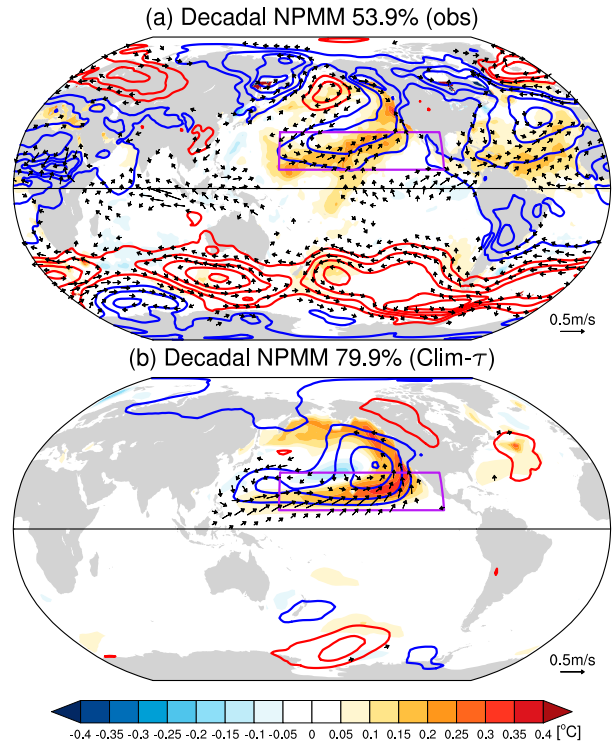 (a) Decadal NPMM 53.9% (obs)
0.5m/s
(b) Decadal NPMM 79.9% (Clim-τ)
0.5m/s
-0.4 -0.35 -0.3 -0.25 -0.2 -0.15 -0.1 -0.05 0 0.05 0.1 0.15 0.2 0.25 0.3 0.35 0.4 [°C]